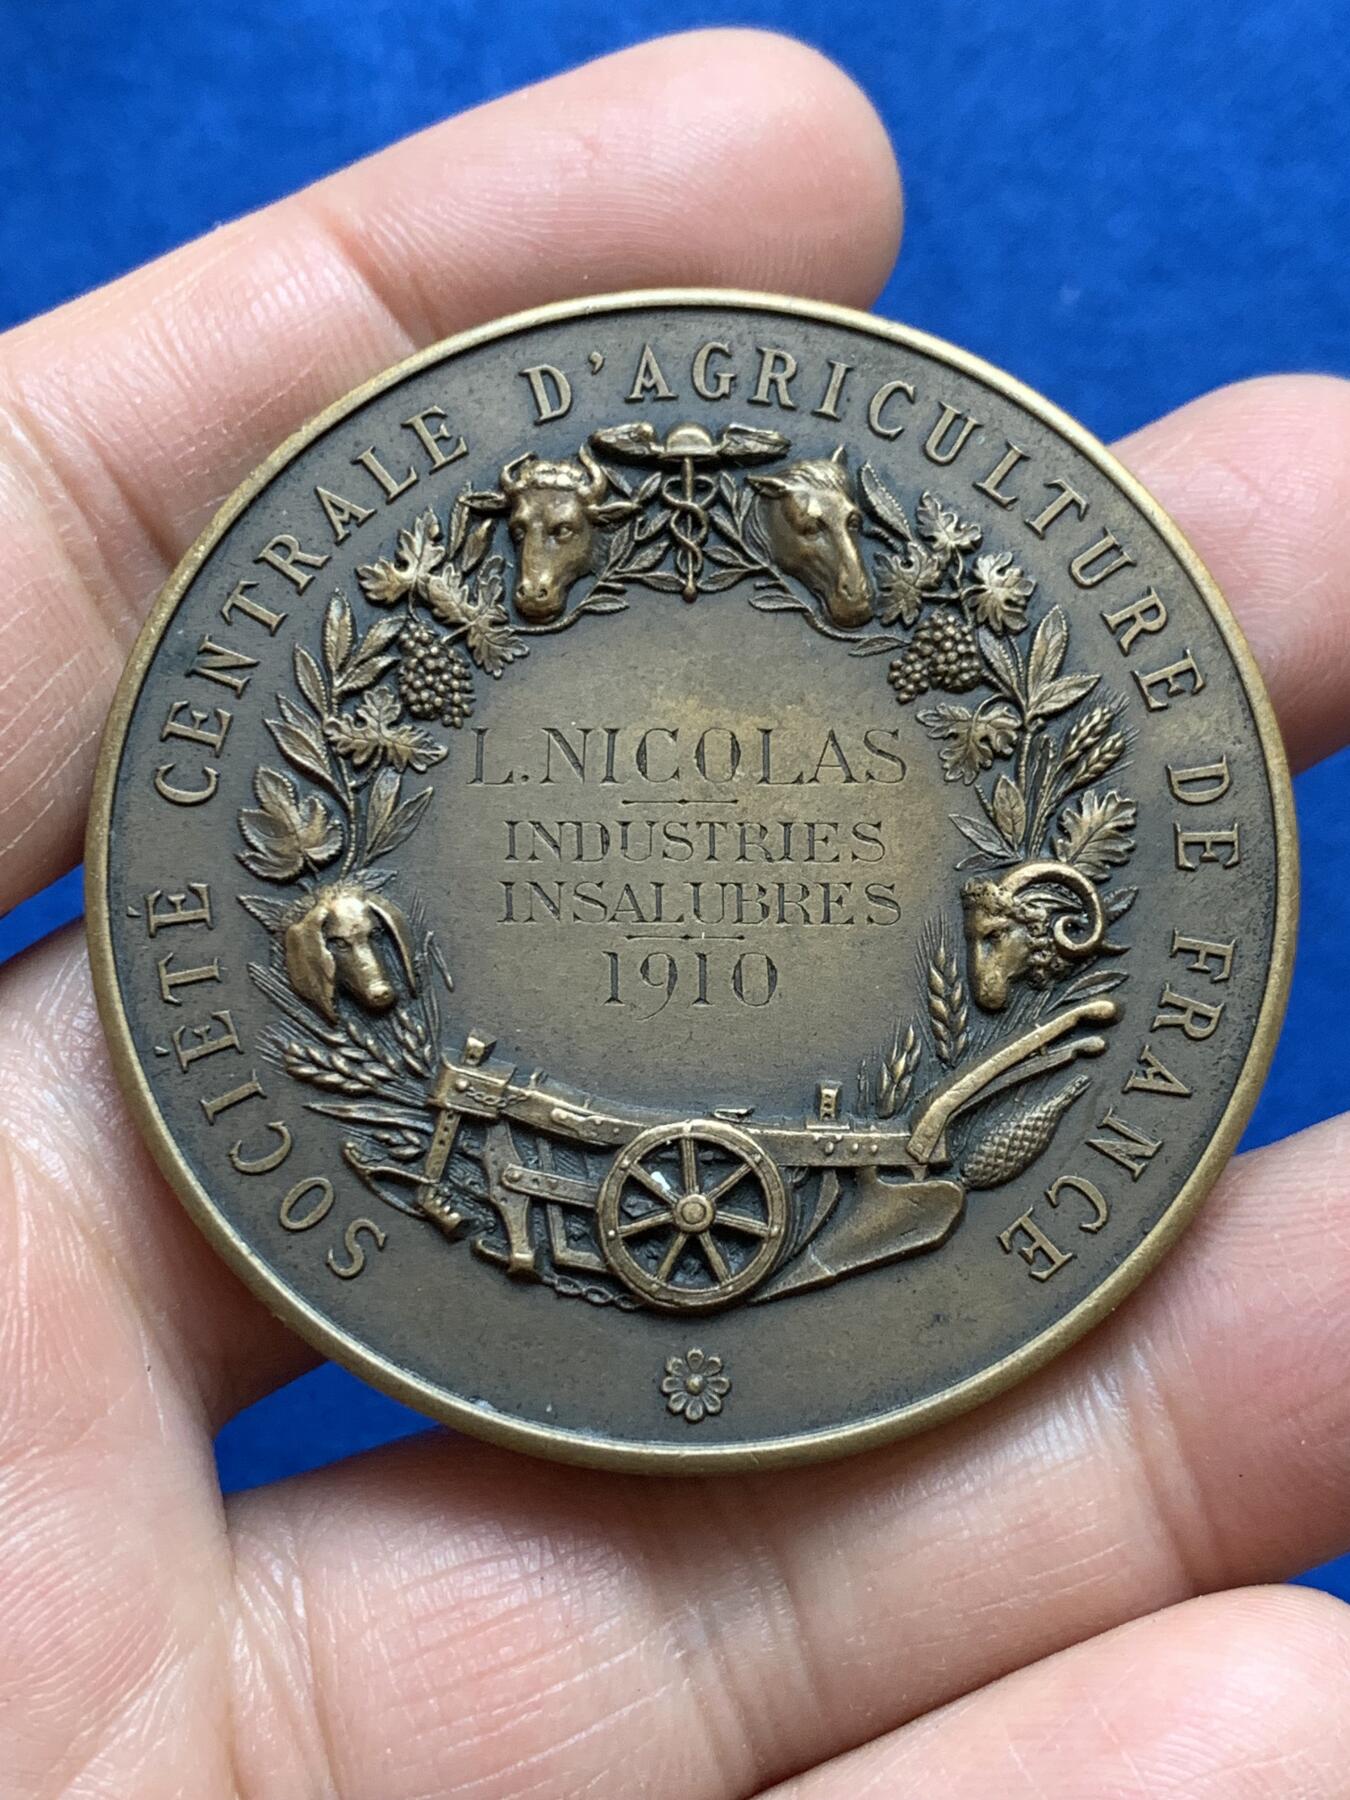 SOCIÉTÉ CENTRALE D'AGRICULTURE DE FRANCE
L. NICOLAS
INDUSTRIES
INSALUBRES
1910